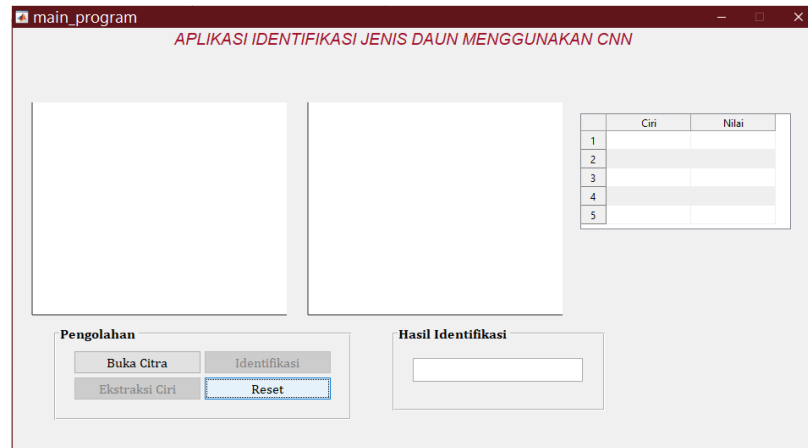 main_program
APLIKASI IDENTIFIKASI JENIS DAUN MENGGUNAKAN CNN
Ciri Nilai
1
2
3
4
5
Pengolahan
Buka Citra Identifikasi
Ekstraksi Ciri Reset
Hasil Identifikasi